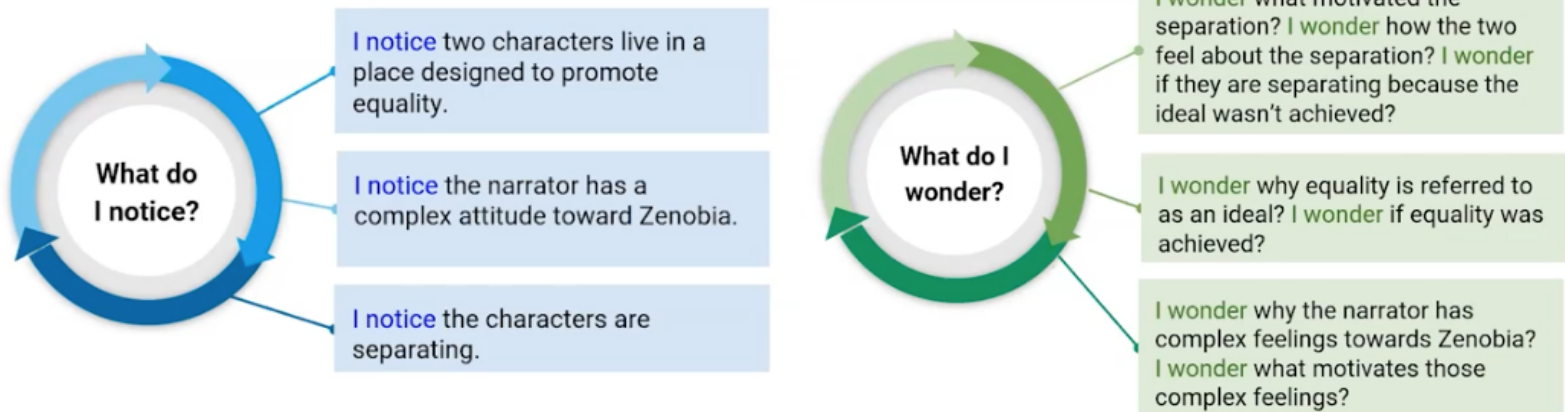 What do
I notice?
I notice two characters live in a
place designed to promote
equality.
I notice the narrator has a
complex attitude toward Zenobia.
I notice the characters are
separating.
What do I
wonder?
I wonder what motivated the
separation? I wonder how the two
feel about the separation? I wonder
if they are separating because the
ideal wasn't achieved?
I wonder why equality is referred to
as an ideal? I wonder if equality was
achieved?
I wonder why the narrator has
complex feelings towards Zenobia?
I wonder what motivates those
complex feelings?